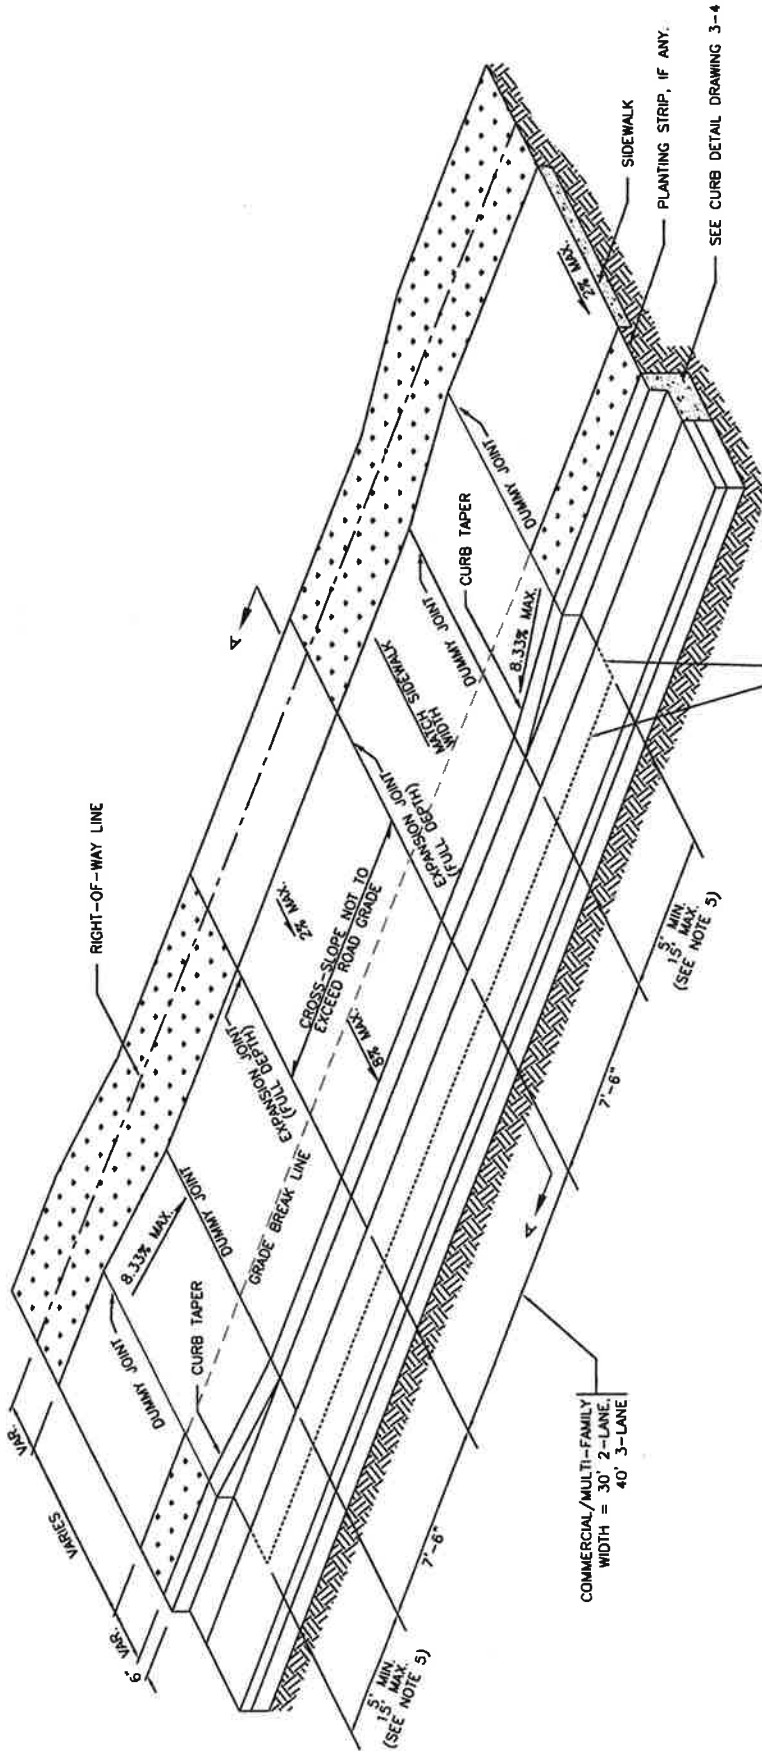 RIGHT-OF-WAY LINE
VAR.
VARIES
VAR.
6"
8.33% MAX.
DUMMY JOINT
DUMMY JOINT
CURB TAPER
GRADE BREAK LINE
EXPANSION JOINT
(FULL DEPTH)
2% MAX.
CROSS-SLOPE NOT TO
EXCEED ROAD GRADE
8% MAX.
EXPANSION JOINT
(FULL DEPTH)
MATCH SIDEWALK
WIDTH
A
A
DUMMY JOINT
8.33% MAX.
CURB TAPER
DUMMY JOINT
2% MAX.
SIDEWALK
PLANTING STRIP, IF ANY.
SEE CURB DETAIL DRAWING 3-4
5' MIN.
15' MAX.
(SEE NOTE 5)
7'-6"
COMMERCIAL/MULTI-FAMILY
WIDTH = 30' 2-LANE,
40' 3-LANE
7'-6"
5' MIN.
15' MAX.
(SEE NOTE 5)